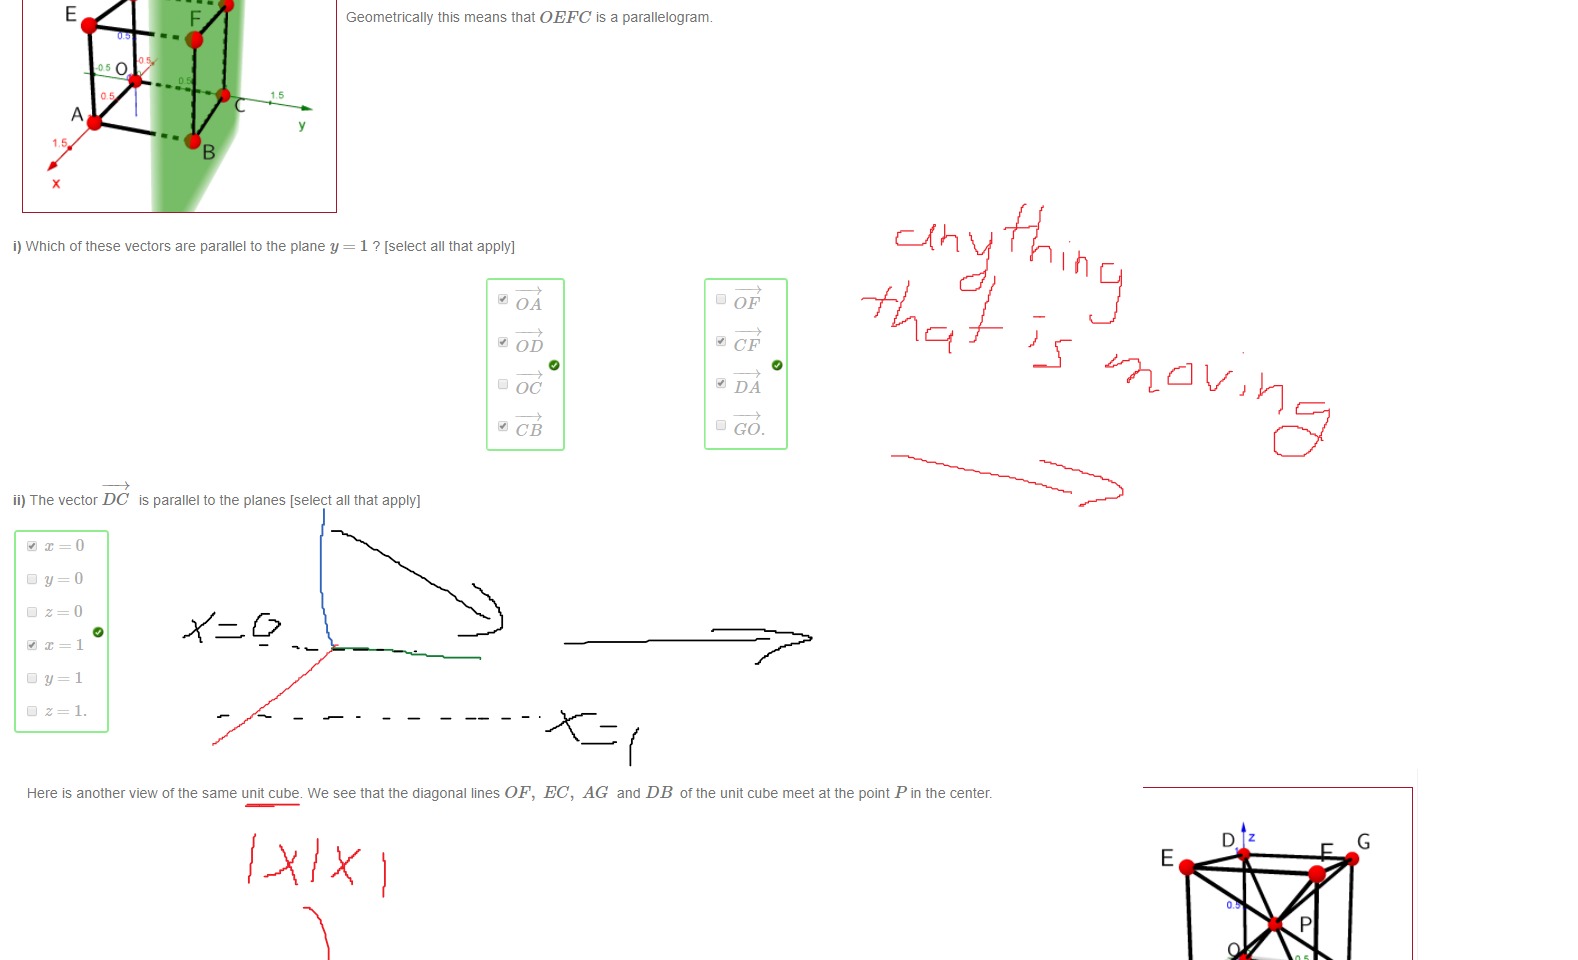 E
F
Geometrically this means that OEFC is a parallelogram.
0.5
-0.5 O -0.5
0.5
0.5
1.5
C
A
y
1.5
B
x
i) Which of these vectors are parallel to the plane y = 1 ? [select all that apply]
OA
OD
OC
CB
OF
CF
DA
GO.
anything
that is moving
ii) The vector DC is parallel to the planes [select all that apply]
x = 0
y = 0
z = 0
x = 1
y = 1
z = 1.
x=0
x=1
Here is another view of the same unit cube. We see that the diagonal lines OF, EC, AG and DB of the unit cube meet at the point P in the center.
1x1x1
D z
F G
E
0.5
P
O
0.5